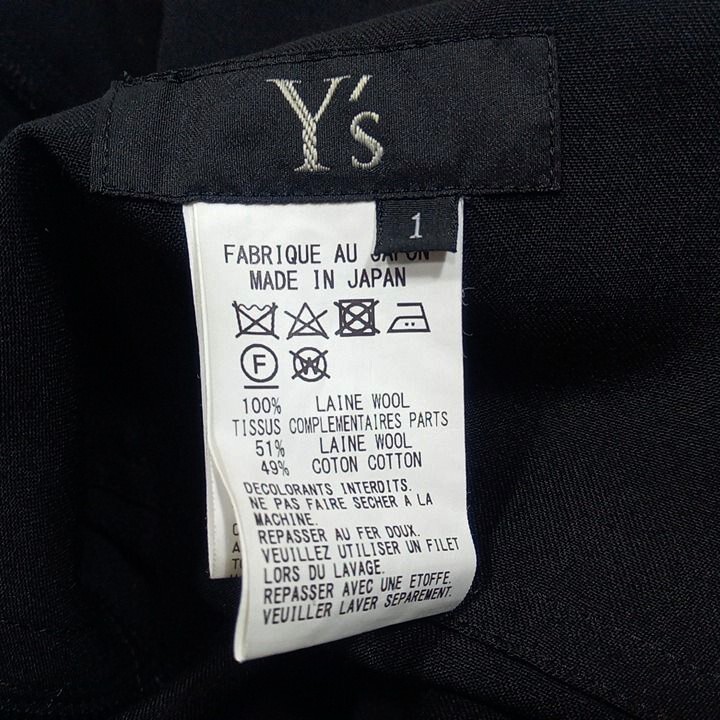 Y's
1
FABRIQUE AU JAPON
MADE IN JAPAN
F W
100% LAINE WOOL
TISSUS COMPLEMENTAIRES PARTS
51% LAINE WOOL
49% COTON COTTON
DECOLORANTS INTERDITS.
NE PAS FAIRE SECHER A LA
MACHINE.
REPASSER AU FER DOUX.
VEUILLEZ UTILISER UN FILET
LORS DU LAVAGE.
REPASSER AVEC UNE ETOFFE.
VEUILLER LAVER SEPAREMENT.